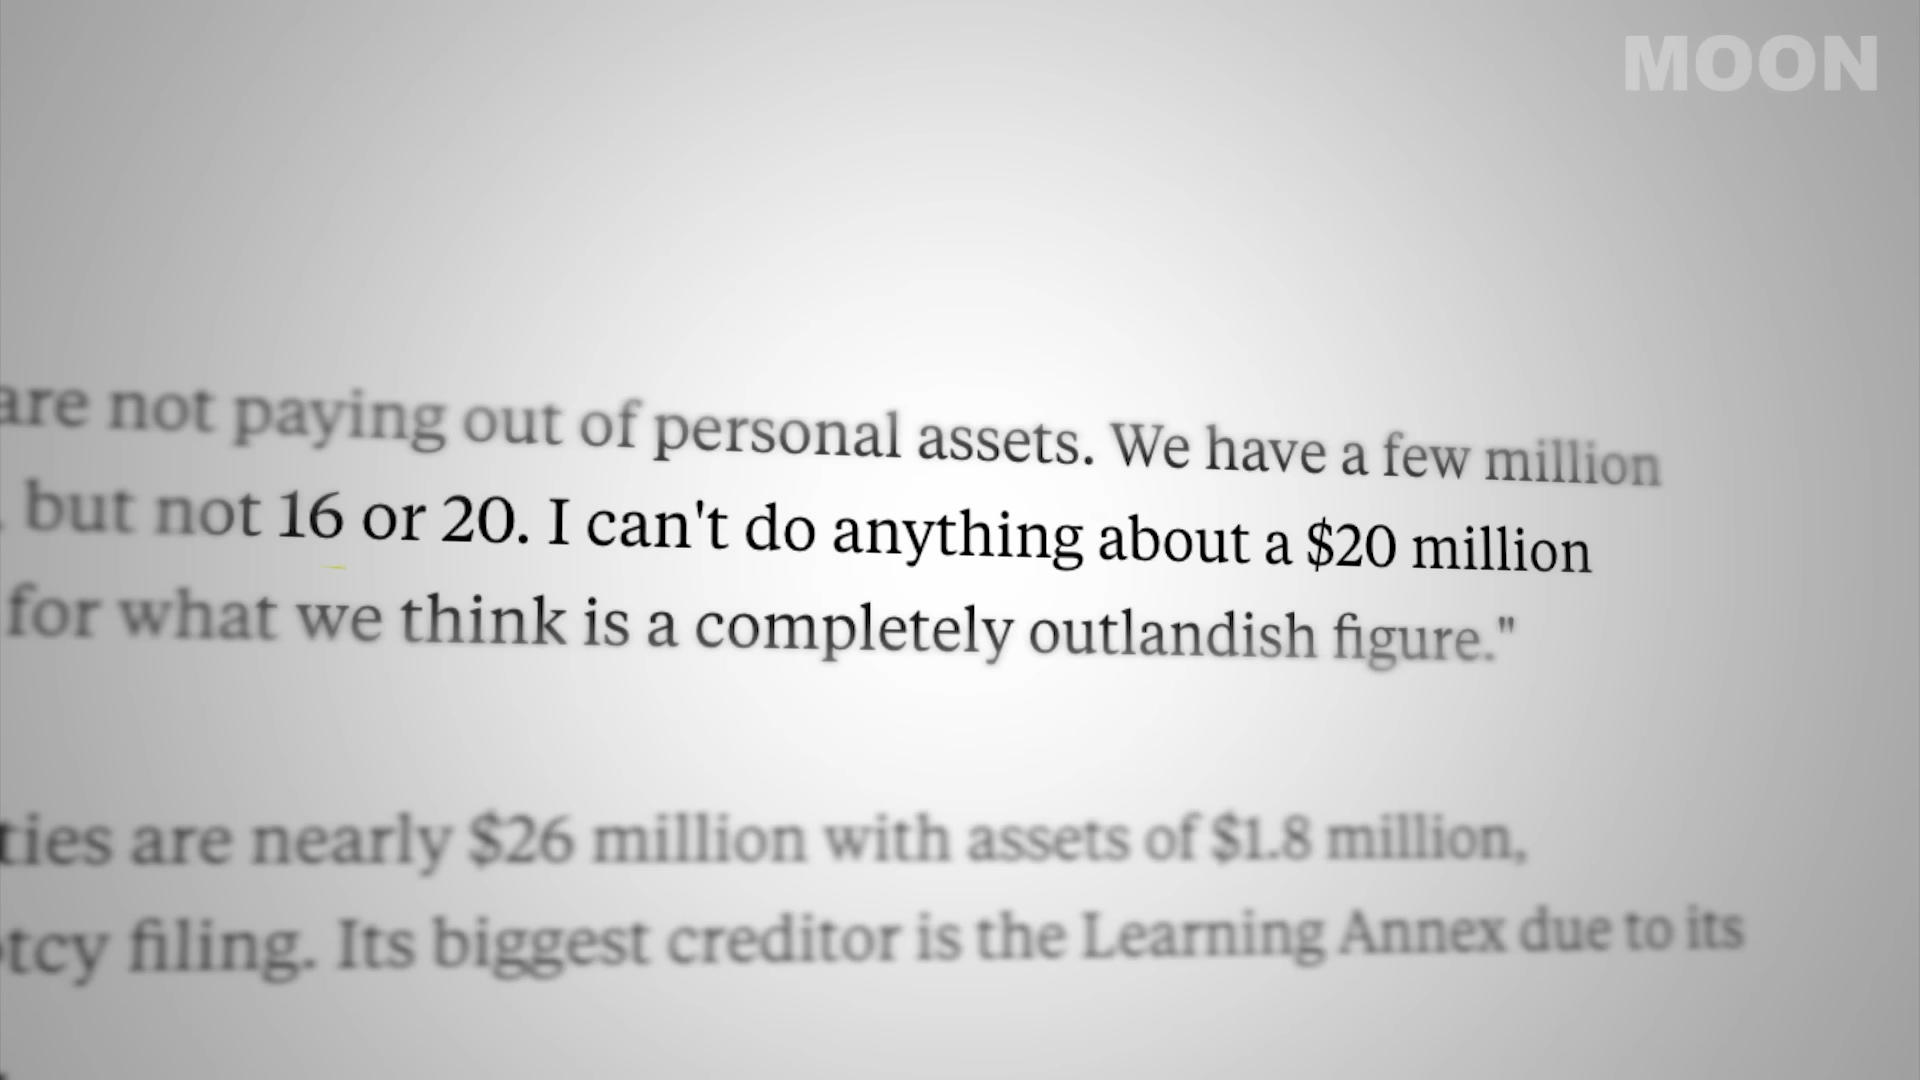 MOON
are not paying out of personal assets. We have a few million
but not 16 or 20. I can't do anything about a $20 million
for what we think is a completely outlandish figure."
ties are nearly $26 million with assets of $1.8 million,
tcy filing. Its biggest creditor is the Learning Annex due to its